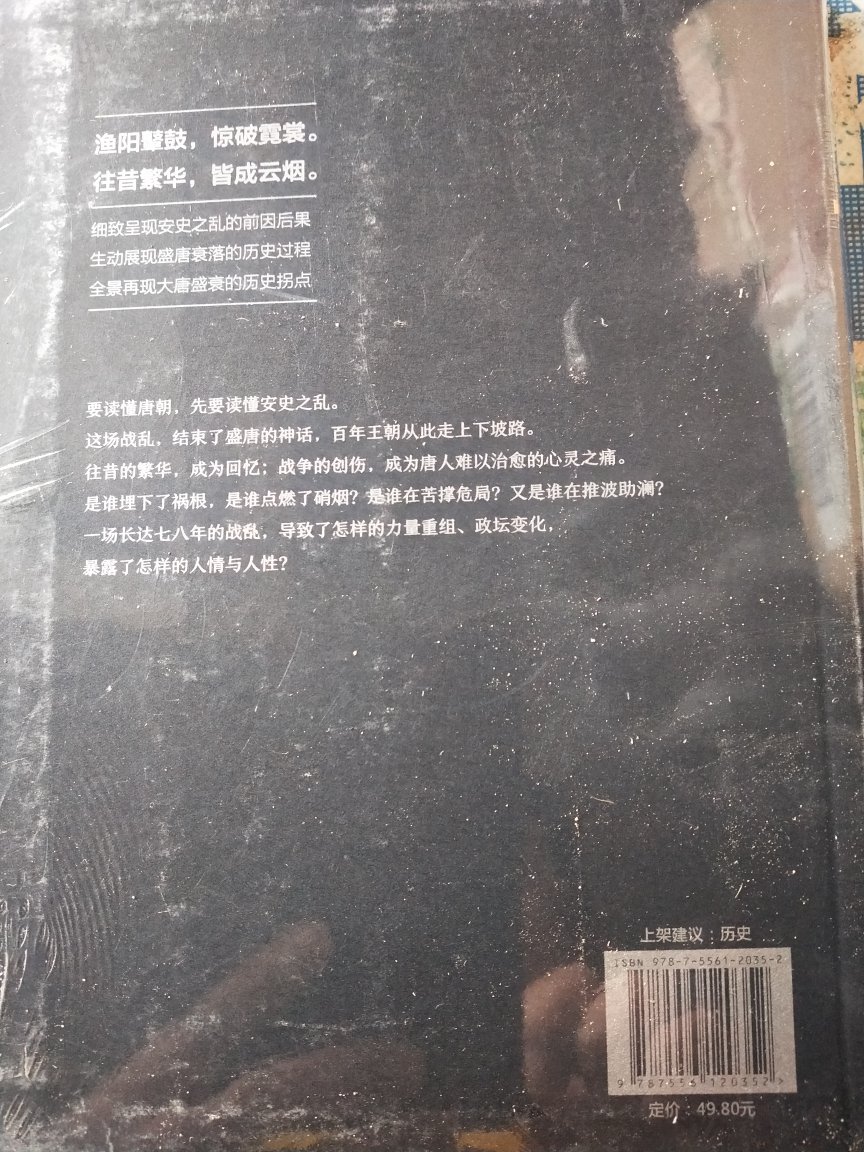 渔阳鼙鼓，惊破霓裳。
往昔繁华，皆成云烟。
细致呈现安史之乱的前因后果
生动展现盛唐衰落的历史过程
全景再现大唐盛衰的历史拐点
要读懂唐朝，先要读懂安史之乱。
这场战乱，结束了盛唐的神话，百年王朝从此走上下坡路。
往昔的繁华，成为回忆；战争的创伤，成为唐人难以治愈的心灵之痛。
是谁埋下了祸根，是谁点燃了硝烟？是谁在苦撑危局？又是谁在推波助澜？
一场长达七八年的战乱，导致了怎样的力量重组、政坛变化，
暴露了怎样的人情与人性？
上架建议：历史
ISBN 978-7-5561-2035-2
9 787556 120352 >
定价：49.80元